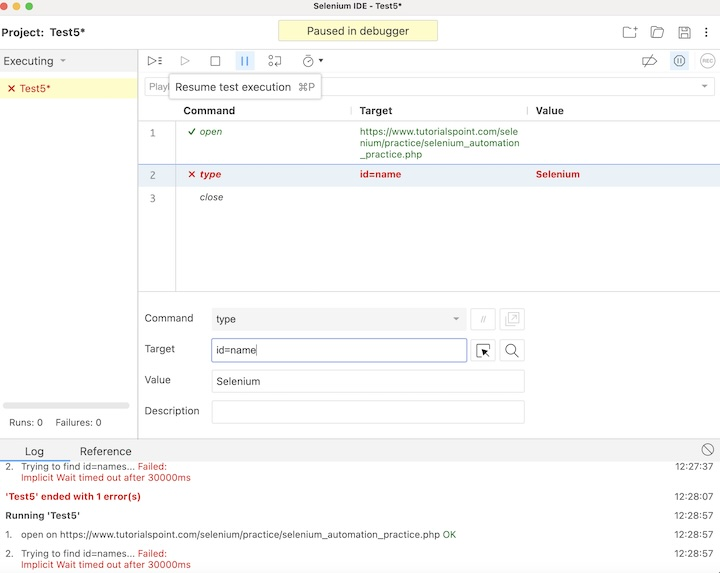 Selenium IDE - Test5*
Project: Test5*
Paused in debugger
Executing
Test5*
REC
Resume test execution ⌘P
Command Target Value
1 open https://www.tutorialspoint.com/sele
nium/practice/selenium_automation
_practice.php
2 type id=name Selenium
3 close
Command type //
Target id=name
Value Selenium
Description
Runs: 0 Failures: 0
Log Reference
2. Trying to find id=names... Failed: 12:27:37
Implicit Wait timed out after 30000ms
'Test5' ended with 1 error(s) 12:28:07
Running 'Test5' 12:28:57
1. open on https://www.tutorialspoint.com/selenium/practice/selenium_automation_practice.php OK 12:28:57
2. Trying to find id=names... Failed: 12:28:57
Implicit Wait timed out after 30000ms